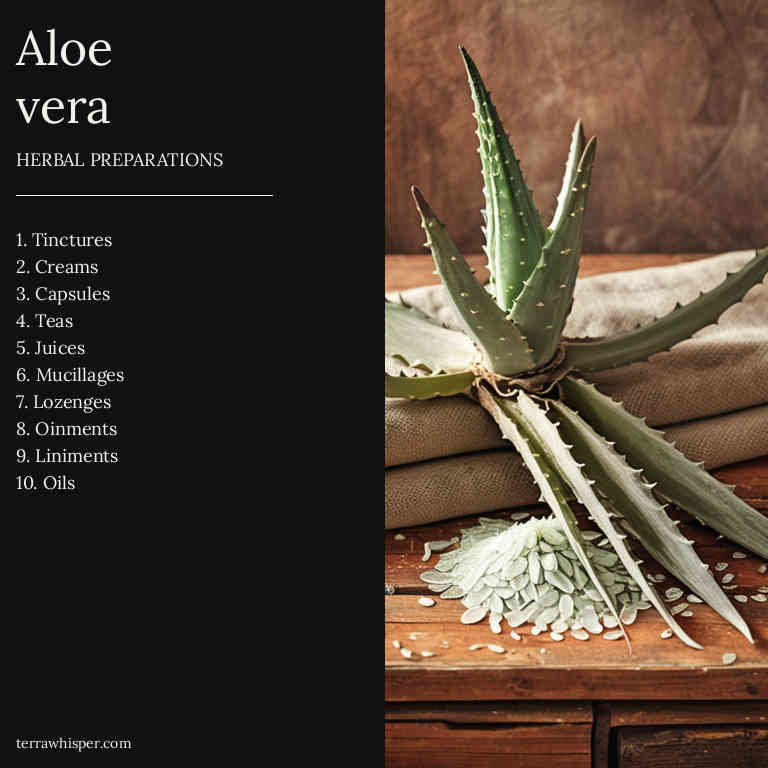 Aloe
vera
HERBAL PREPARATIONS
1. Tinctures
2. Creams
3. Capsules
4. Teas
5. Juices
6. Mucillages
7. Lozenges
8. Oinments
9. Liniments
10. Oils
terrawhisper.com